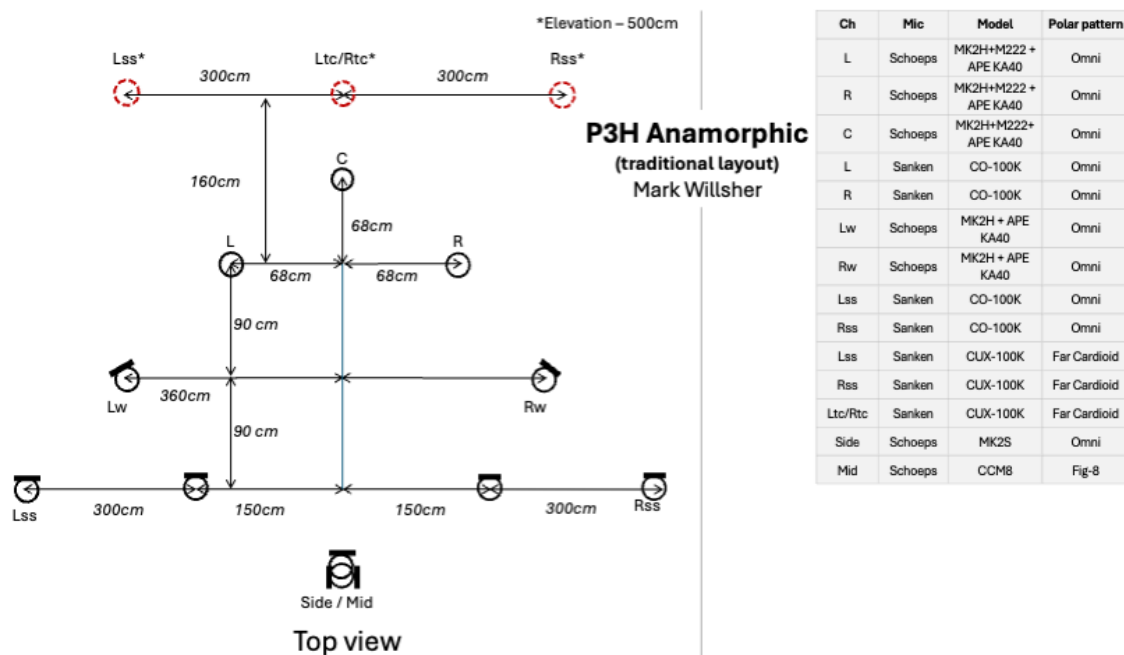 *Elevation – 500cm
Lss* Ltc/Rtc* Rss*
300cm 300cm
P3H Anamorphic
(traditional layout)
Mark Willsher
C
160cm
68cm
L R
68cm 68cm
90 cm
360cm
Lw Rw
90 cm
Lss Rss
300cm 150cm 150cm 300cm
Side / Mid
Top view
Ch Mic Model Polar pattern
L Schoeps MK2H+M222 + APE KA40 Omni
R Schoeps MK2H+M222 + APE KA40 Omni
C Schoeps MK2H+M222+ APE KA40 Omni
L Sanken CO-100K Omni
R Sanken CO-100K Omni
Lw Schoeps MK2H + APE KA40 Omni
Rw Schoeps MK2H + APE KA40 Omni
Lss Sanken CO-100K Omni
Rss Sanken CO-100K Omni
Lss Sanken CUX-100K Far Cardioid
Rss Sanken CUX-100K Far Cardioid
Ltc/Rtc Sanken CUX-100K Far Cardioid
Side Schoeps MK2S Omni
Mid Schoeps CCM8 Fig-8